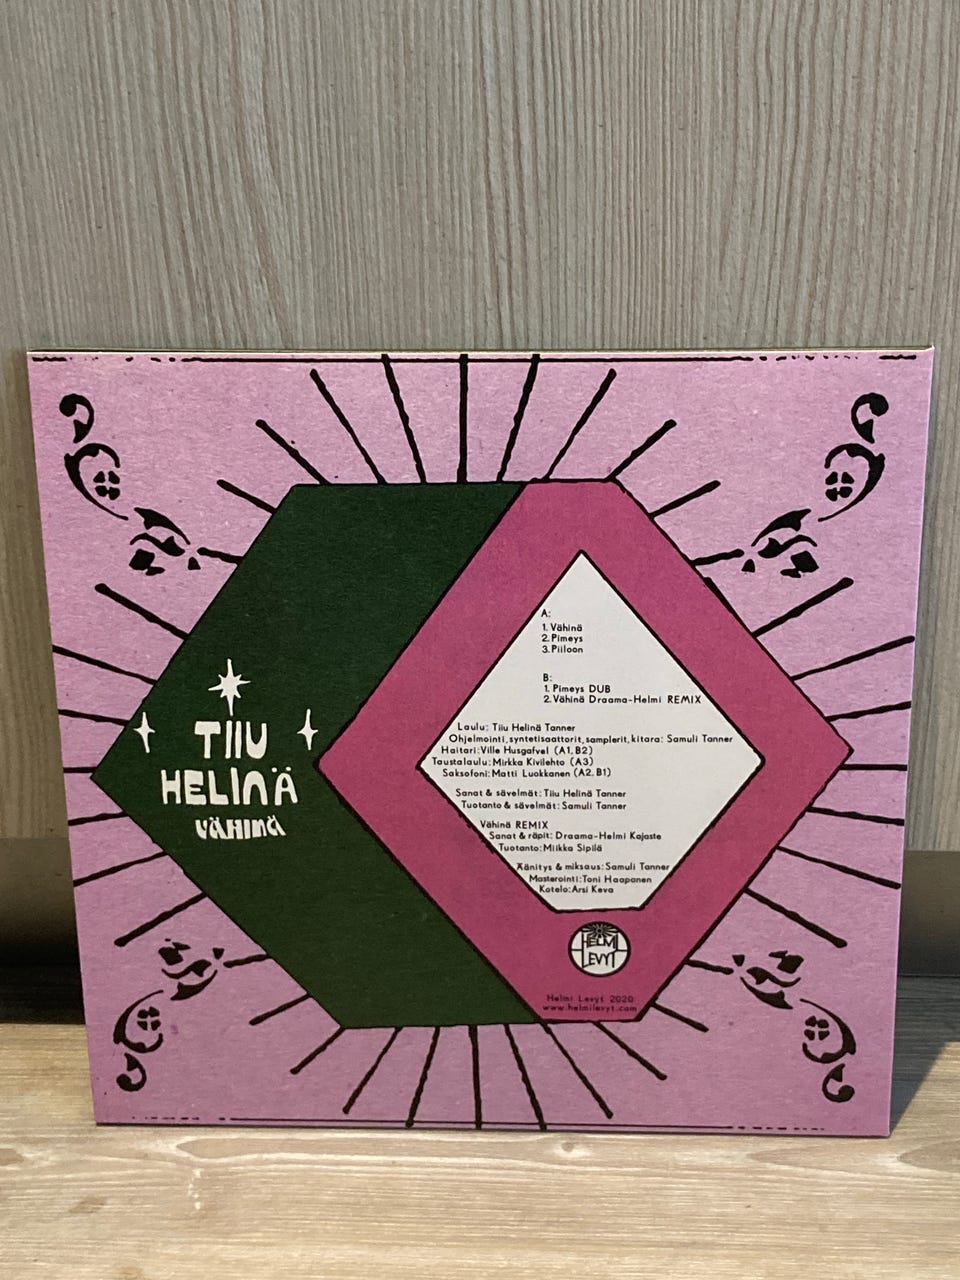 TIIU
HELINÄ
VÄHINÄ
A:
1. Vähinä
2. Pimeys
3. Piiloon
B:
1. Pimeys DUB
2. Vähinä Draama-Helmi REMIX
Laulu: Tiiu Helinä Tanner
Ohjelmointi, syntetisaattorit, samplerit, kitara: Samuli Tanner
Haitari: Ville Husgafvel (A1, B2)
Taustalaulu: Mirkka Kivilehto (A3)
Saksofoni: Matti Luokkanen (A2, B1)
Sanat & sävelmät: Tiiu Helinä Tanner
Tuotanto & sävelmät: Samuli Tanner
Vähinä REMIX
Sanat & räpit: Draama-Helmi Kajaste
Tuotanto: Miikka Sipilä
Äänitys & miksaus: Samuli Tanner
Masterointi: Toni Haapanen
Kotelo: Arsi Keva
HELMI
LEVYT
Helmi Levyt 2020
www.helmilevyt.com